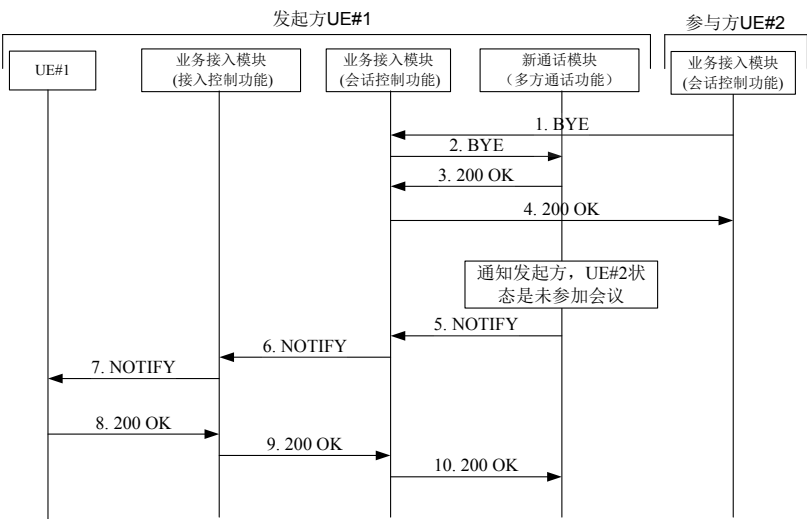 发起方UE#1
参与方UE#2
UE#1
业务接入模块
(接入控制功能)
业务接入模块
(会话控制功能)
新通话模块
（多方通话功能）
业务接入模块
(会话控制功能)
1. BYE
2. BYE
3. 200 OK
4. 200 OK
通知发起方，UE#2状
态是未参加会议
5. NOTIFY
6. NOTIFY
7. NOTIFY
8. 200 OK
9. 200 OK
10. 200 OK